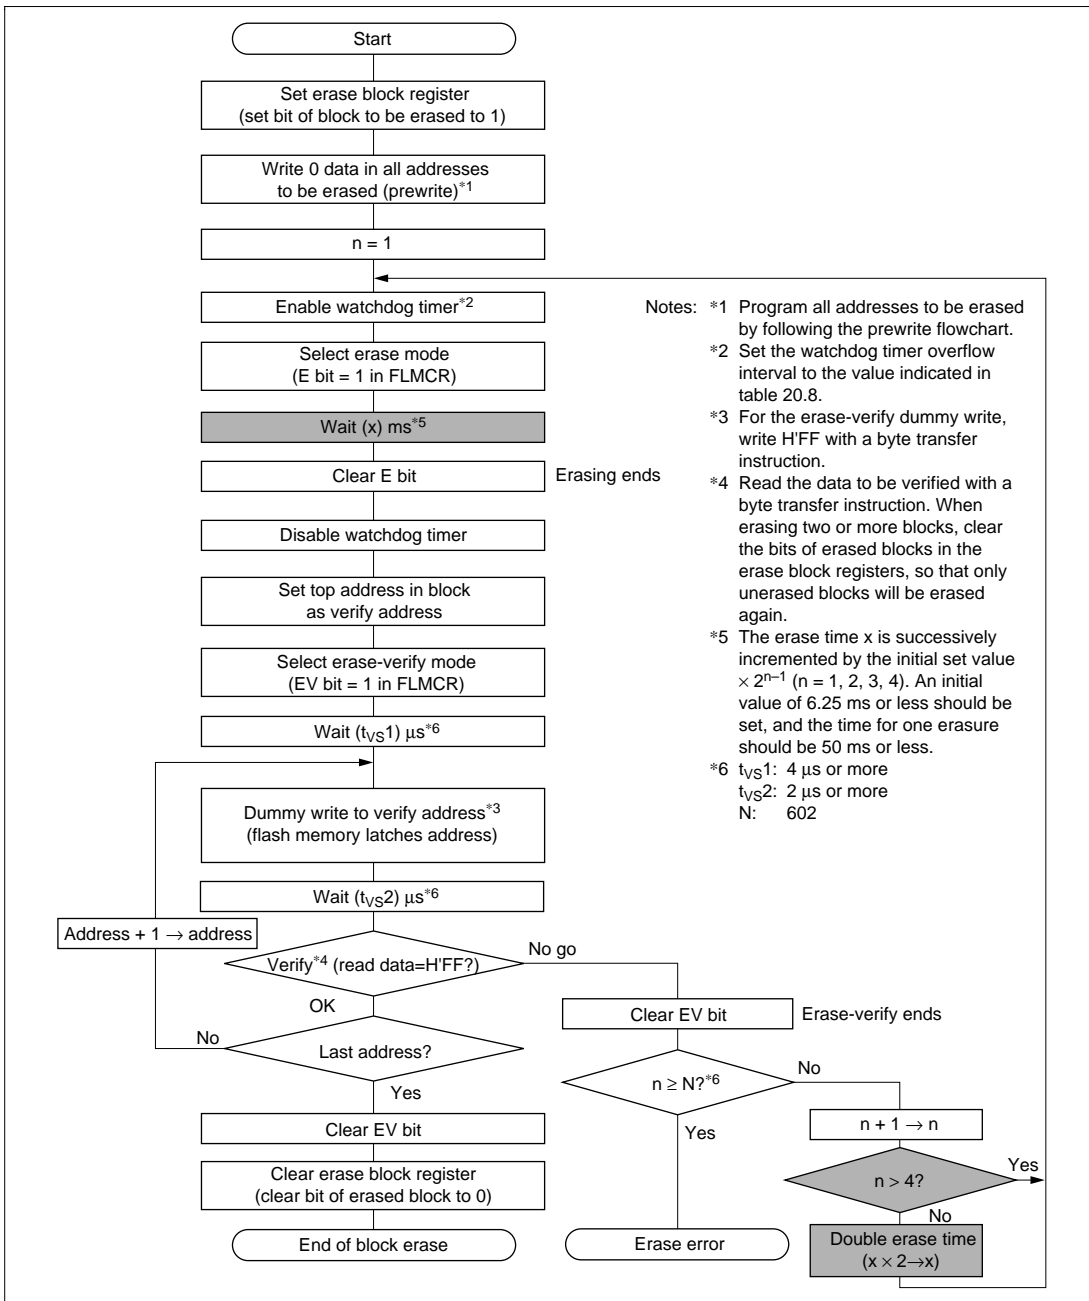 Start
Set erase block register
(set bit of block to be erased to 1)
Write 0 data in all addresses
to be erased (prewrite)*1
n = 1
Enable watchdog timer*2
Select erase mode
(E bit = 1 in FLMCR)
Wait (x) ms*5
Clear E bit
Erasing ends
Disable watchdog timer
Set top address in block
as verify address
Select erase-verify mode
(EV bit = 1 in FLMCR)
Wait (tVS1) μs*6
Dummy write to verify address*3
(flash memory latches address)
Wait (tVS2) μs*6
Address + 1 → address
Verify*4 (read data=H'FF?)
No go
OK
Last address?
No
Yes
Clear EV bit
Clear erase block register
(clear bit of erased block to 0)
End of block erase
Clear EV bit
Erase-verify ends
n ≥ N?*6
No
Yes
Erase error
n + 1 → n
n > 4?
Yes
No
Double erase time
(x × 2→x)
Notes: *1 Program all addresses to be erased
by following the prewrite flowchart.
*2 Set the watchdog timer overflow
interval to the value indicated in
table 20.8.
*3 For the erase-verify dummy write,
write H'FF with a byte transfer
instruction.
*4 Read the data to be verified with a
byte transfer instruction. When
erasing two or more blocks, clear
the bits of erased blocks in the
erase block registers, so that only
unerased blocks will be erased
again.
*5 The erase time x is successively
incremented by the initial set value
× 2n–1 (n = 1, 2, 3, 4). An initial
value of 6.25 ms or less should be
set, and the time for one erasure
should be 50 ms or less.
*6 tVS1: 4 μs or more
tVS2: 2 μs or more
N: 602